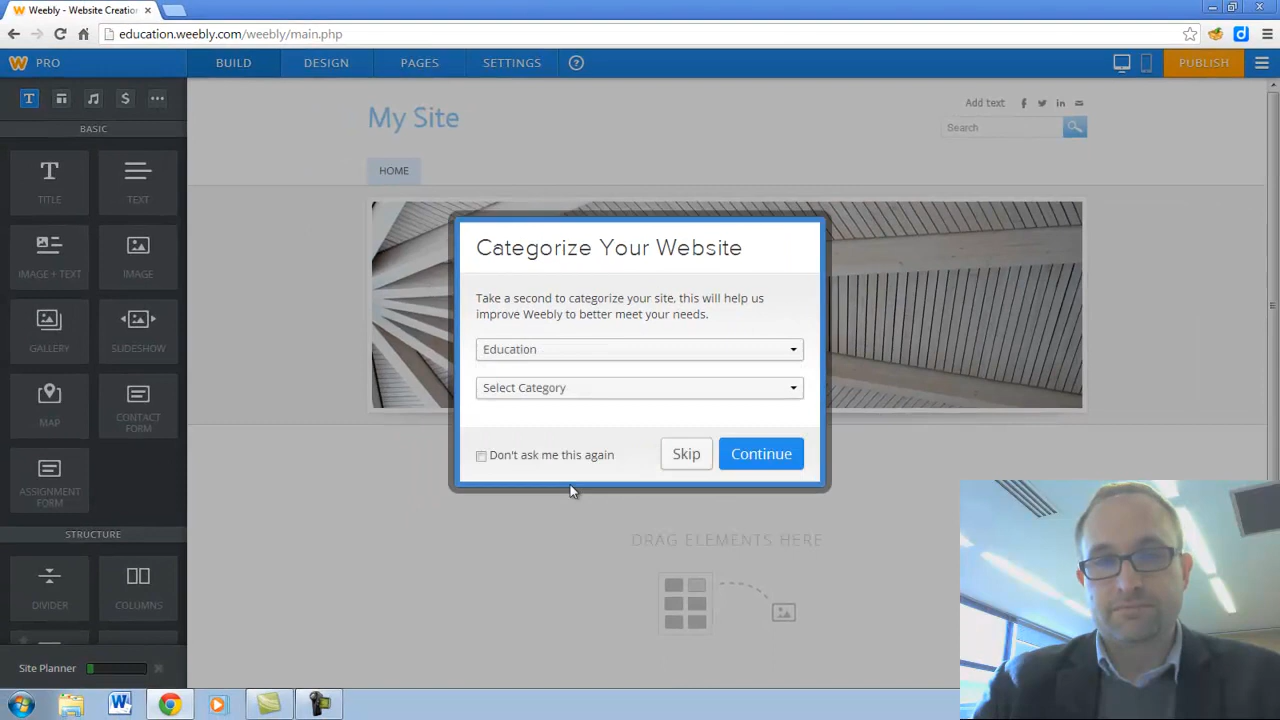 Weebly - Website Creation
education.weebly.com/weebly/main.php
PRO
BUILD
DESIGN
PAGES
SETTINGS
?
PUBLISH
T
$
BASIC
T
TITLE
TEXT
IMAGE + TEXT
IMAGE
GALLERY
SLIDESHOW
MAP
CONTACT
FORM
ASSIGNMENT
FORM
STRUCTURE
DIVIDER
COLUMNS
Site Planner
My Site
Add text
Search
HOME
Categorize Your Website
Take a second to categorize your site, this will help us
improve Weebly to better meet your needs.
Education
Select Category
Don't ask me this again
Skip
Continue
DRAG ELEMENTS HERE